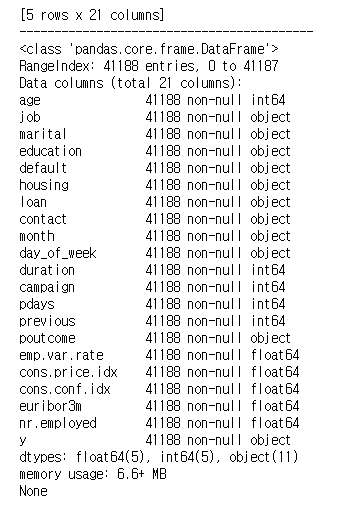 [5 rows x 21 columns]
------------------------------------------
<class 'pandas.core.frame.DataFrame'>
RangeIndex: 41188 entries, 0 to 41187
Data columns (total 21 columns):
age 41188 non-null int64
job 41188 non-null object
marital 41188 non-null object
education 41188 non-null object
default 41188 non-null object
housing 41188 non-null object
loan 41188 non-null object
contact 41188 non-null object
month 41188 non-null object
day_of_week 41188 non-null object
duration 41188 non-null int64
campaign 41188 non-null int64
pdays 41188 non-null int64
previous 41188 non-null int64
poutcome 41188 non-null object
emp.var.rate 41188 non-null float64
cons.price.idx 41188 non-null float64
cons.conf.idx 41188 non-null float64
euribor3m 41188 non-null float64
nr.employed 41188 non-null float64
y 41188 non-null object
dtypes: float64(5), int64(5), object(11)
memory usage: 6.6+ MB
None